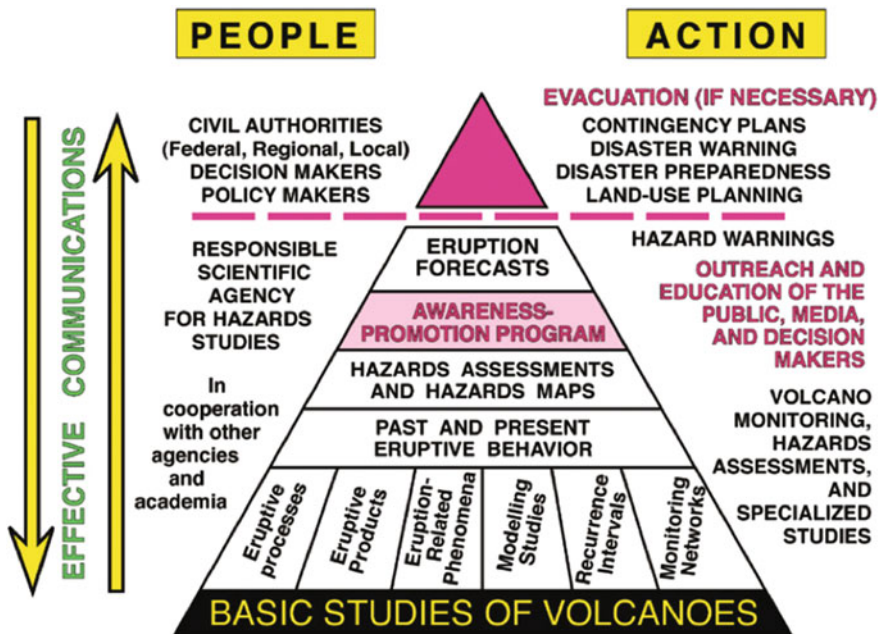 PEOPLE
ACTION
EFFECTIVE COMMUNICATIONS
CIVIL AUTHORITIES
(Federal, Regional, Local)
DECISION MAKERS
POLICY MAKERS
EVACUATION (IF NECESSARY)
CONTINGENCY PLANS
DISASTER WARNING
DISASTER PREPAREDNESS
LAND-USE PLANNING
RESPONSIBLE
SCIENTIFIC
AGENCY
FOR HAZARDS
STUDIES
ERUPTION
FORECASTS
HAZARD WARNINGS
AWARENESS-
PROMOTION PROGRAM
OUTREACH AND
EDUCATION OF THE
PUBLIC, MEDIA,
AND DECISION
MAKERS
In
cooperation
with other
agencies
and
academia
HAZARDS ASSESSMENTS
AND HAZARDS MAPS
PAST AND PRESENT
ERUPTIVE BEHAVIOR
VOLCANO
MONITORING,
HAZARDS
ASSESSMENTS,
AND
SPECIALIZED
STUDIES
Eruptive
processes
Eruptive
Products
Eruption-
Related
Phenomena
Modelling
Studies
Recurrence
Intervals
Monitoring
Networks
BASIC STUDIES OF VOLCANOES